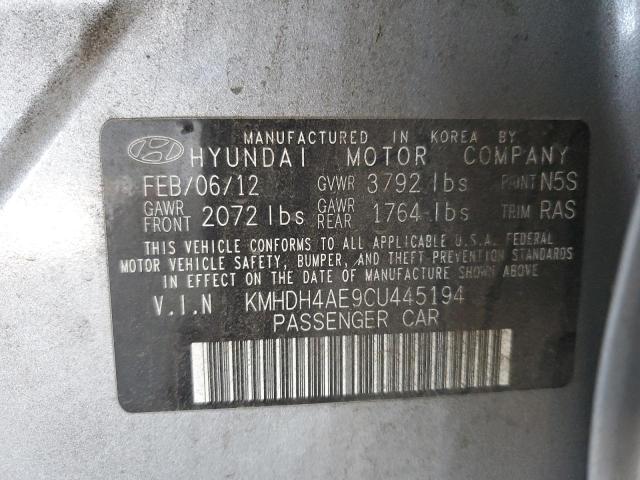 MANUFACTURED IN KOREA BY
HYUNDAI MOTOR COMPANY
FEB/06/12 GVWR 3792 lbs PAINT N5S
GAWR FRONT 2072 lbs GAWR REAR 1764 lbs TRIM RAS
THIS VEHICLE CONFORMS TO ALL APPLICABLE U.S.A. FEDERAL
MOTOR VEHICLE SAFETY, BUMPER, AND THEFT PREVENTION STANDARDS
IN EFFECT ON THE DATE OF MANUFACTURE SHOWN ABOVE.
V.I.N KMHDH4AE9CU445194
PASSENGER CAR